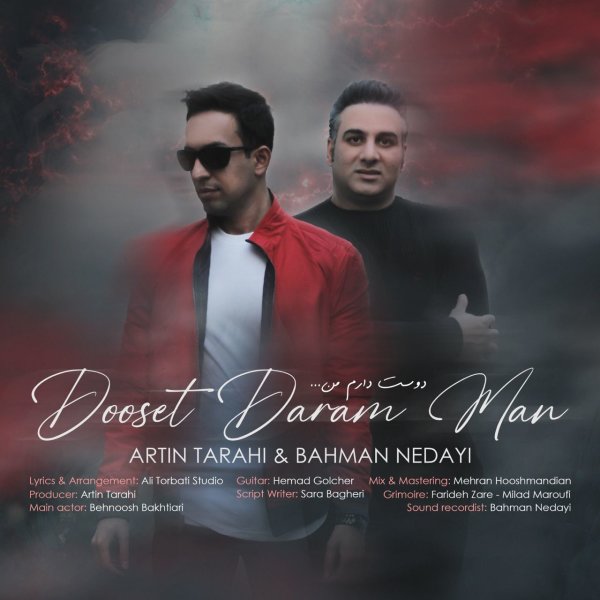 دوست دارم من...
Dooset Daram Man
ARTIN TARAHI & BAHMAN NEDAYI
Lyrics & Arrangement: Ali Torbati Studio Guitar: Hemad Golcher Mix & Mastering: Mehran Hooshmandian
Producer: Artin Tarahi Script Writer: Sara Bagheri Grimoire: Farideh Zare - Milad Maroufi
Main actor: Behnoosh Bakhtiari Sound recordist: Bahman Nedayi